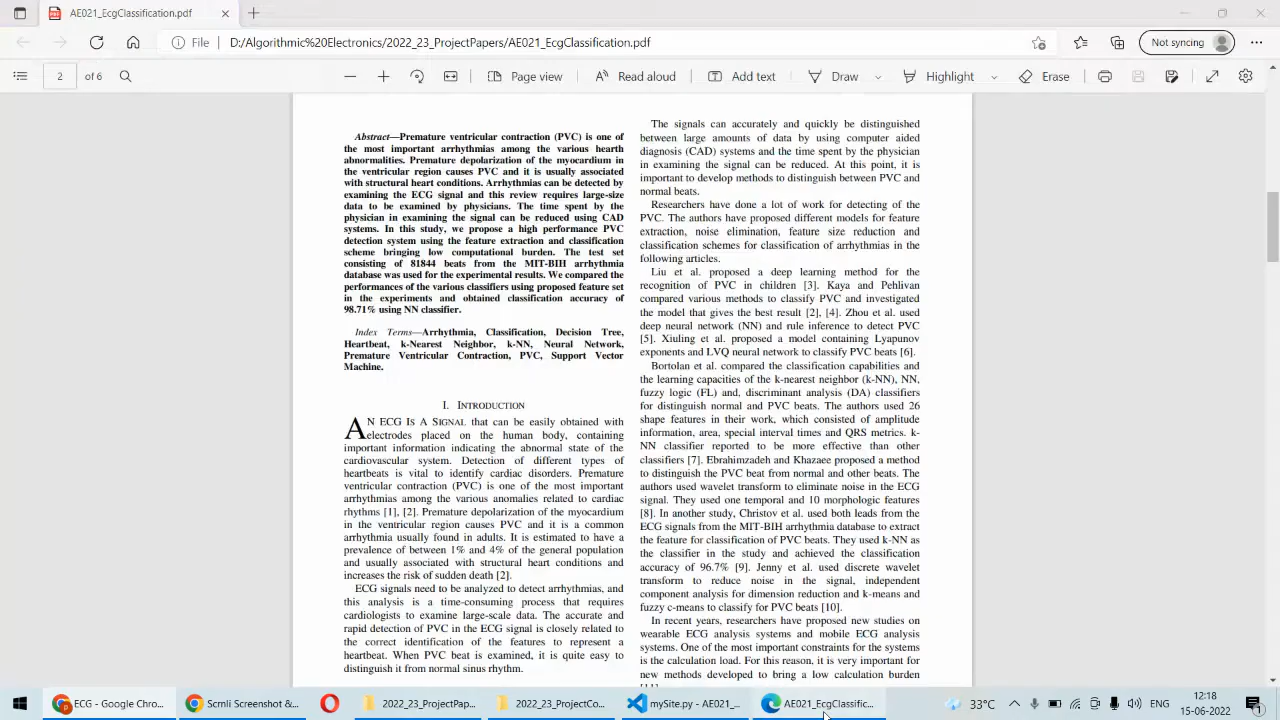 AE021_EcgClassification.pdf
File
D:/Algorithmic%20Electronics/2022_23_ProjectPapers/AE021_EcgClassification.pdf
Not syncing
2 of 6
Page view
Read aloud
Add text
Draw
Highlight
Erase
Abstract—Premature ventricular contraction (PVC) is one of
the most important arrhythmias among the various hearth
abnormalities. Premature depolarization of the myocardium in
the ventricular region causes PVC and it is usually associated
with structural heart conditions. Arrhythmias can be detected by
examining the ECG signal and this review requires large-size
data to be examined by physicians. The time spent by the
physician in examining the signal can be reduced using CAD
systems. In this study, we propose a high performance PVC
detection system using the feature extraction and classification
scheme bringing low computational burden. The test set
consisting of 81844 beats from the MIT-BIH arrhythmia
database was used for the experimental results. We compared the
performances of the various classifiers using proposed feature set
in the experiments and obtained classification accuracy of
98.71% using NN classifier.
Index Terms—Arrhythmia, Classification, Decision Tree,
Heartbeat, k-Nearest Neighbor, k-NN, Neural Network,
Premature Ventricular Contraction, PVC, Support Vector
Machine.
I. INTRODUCTION
AN ECG IS A SIGNAL that can be easily obtained with
electrodes placed on the human body, containing
important information indicating the abnormal state of the
cardiovascular system. Detection of different types of
heartbeats is vital to identify cardiac disorders. Premature
ventricular contraction (PVC) is one of the most important
arrhythmias among the various anomalies related to cardiac
rhythms [1], [2]. Premature depolarization of the myocardium
in the ventricular region causes PVC and it is a common
arrhythmia usually found in adults. It is estimated to have a
prevalence of between 1% and 4% of the general population
and usually associated with structural heart conditions and
increases the risk of sudden death [2].
ECG signals need to be analyzed to detect arrhythmias, and
this analysis is a time-consuming process that requires
cardiologists to examine large-scale data. The accurate and
rapid detection of PVC in the ECG signal is closely related to
the correct identification of the features to represent a
heartbeat. When PVC beat is examined, it is quite easy to
distinguish it from normal sinus rhythm.
The signals can accurately and quickly be distinguished
between large amounts of data by using computer aided
diagnosis (CAD) systems and the time spent by the physician
in examining the signal can be reduced. At this point, it is
important to develop methods to distinguish between PVC and
normal beats.
Researchers have done a lot of work for detecting of the
PVC. The authors have proposed different models for feature
extraction, noise elimination, feature size reduction and
classification schemes for classification of arrhythmias in the
following articles.
Liu et al. proposed a deep learning method for the
recognition of PVC in children [3]. Kaya and Pehlivan
compared various methods to classify PVC and investigated
the model that gives the best result [2], [4]. Zhou et al. used
deep neural network (NN) and rule inference to detect PVC
[5]. Xiuling et al. proposed a model containing Lyapunov
exponents and LVQ neural network to classify PVC beats [6].
Bortolan et al. compared the classification capabilities and
the learning capacities of the k-nearest neighbor (k-NN), NN,
fuzzy logic (FL) and, discriminant analysis (DA) classifiers
for distinguish normal and PVC beats. The authors used 26
shape features in their work, which consisted of amplitude
information, area, special interval times and QRS metrics. k-
NN classifier reported to be more effective than other
classifiers [7]. Ebrahimzadeh and Khazaee proposed a method
to distinguish the PVC beat from normal and other beats. The
authors used wavelet transform to eliminate noise in the ECG
signal. They used one temporal and 10 morphologic features
[8]. In another study, Christov et al. used both leads from the
ECG signals from the MIT-BIH arrhythmia database to extract
the feature for classification of PVC beats. They used k-NN as
the classifier in the study and achieved the classification
accuracy of 96.7% [9]. Jenny et al. used discrete wavelet
transform to reduce noise in the signal, independent
component analysis for dimension reduction and k-means and
fuzzy c-means to classify for PVC beats [10].
In recent years, researchers have proposed new studies on
wearable ECG analysis systems and mobile ECG analysis
systems. One of the most important constraints for the systems
is the calculation load. For this reason, it is very important for
new methods developed to bring a low calculation burden
ECG - Google Chro...
Scrnli Screenshot &...
2022_23_ProjectPap...
2022_23_ProjectCo...
mySite.py - AE021_...
AE021_EcgClassific...
33°C
ENG
12:18
15-06-2022
1